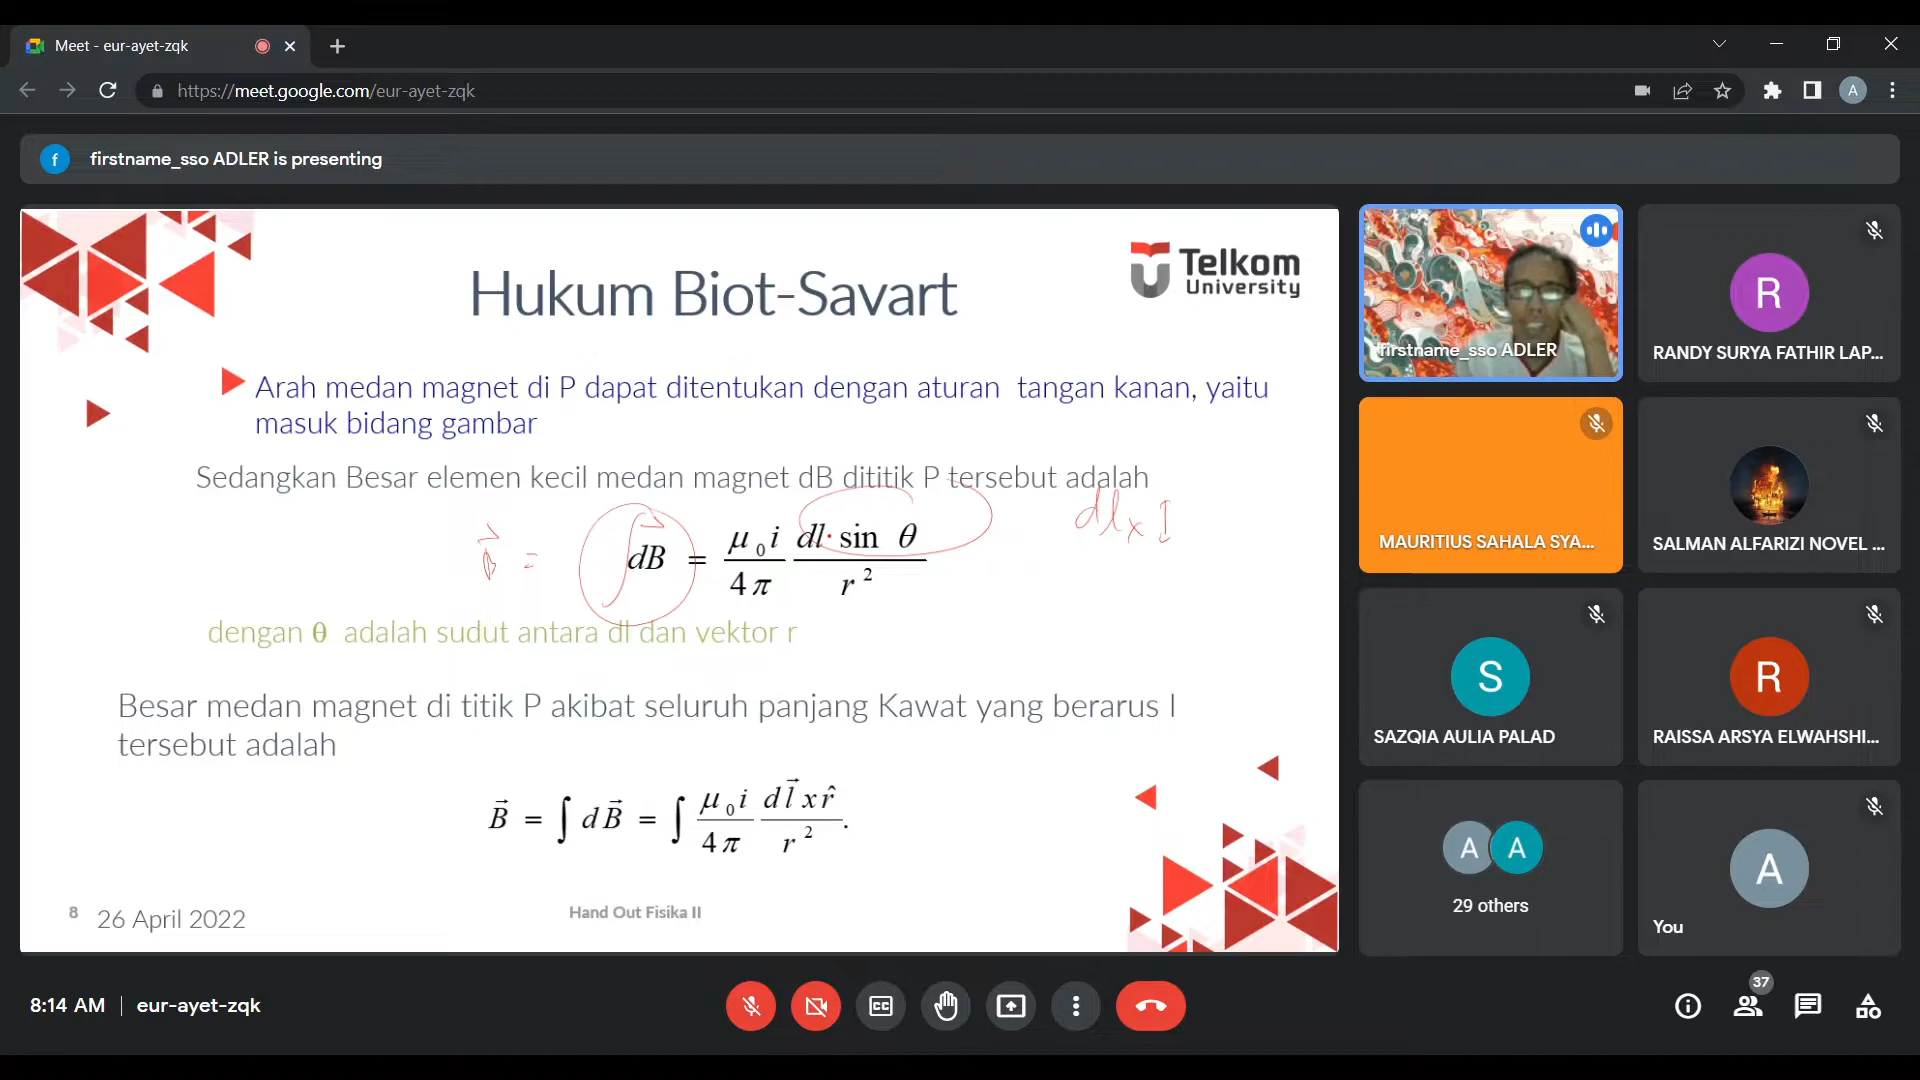 Meet - eur-ayet-zqk
https://meet.google.com/eur-ayet-zqk
A
f
firstname_sso ADLER is presenting
Telkom
University
Hukum Biot-Savart
Arah medan magnet di P dapat ditentukan dengan aturan tangan kanan, yaitu
masuk bidang gambar
Sedangkan Besar elemen kecil medan magnet dB dititik P tersebut adalah
dB = μ₀i/4π dl sin θ/r²
dengan θ adalah sudut antara dl dan vektor r
Besar medan magnet di titik P akibat seluruh panjang Kawat yang berarus I
tersebut adalah
B⃗ = ∫ dB⃗ = ∫ μ₀i/4π dl⃗ x r̂/r² .
8
26 April 2022
Hand Out Fisika II
firstname_sso ADLER
R
RANDY SURYA FATHIR LAP...
MAURITIUS SAHALA SYA...
SALMAN ALFARIZI NOVEL ...
S
SAZQIA AULIA PALAD
R
RAISSA ARSYA ELWAHSHI...
A A
29 others
A
You
8:14 AM | eur-ayet-zqk
CC
37